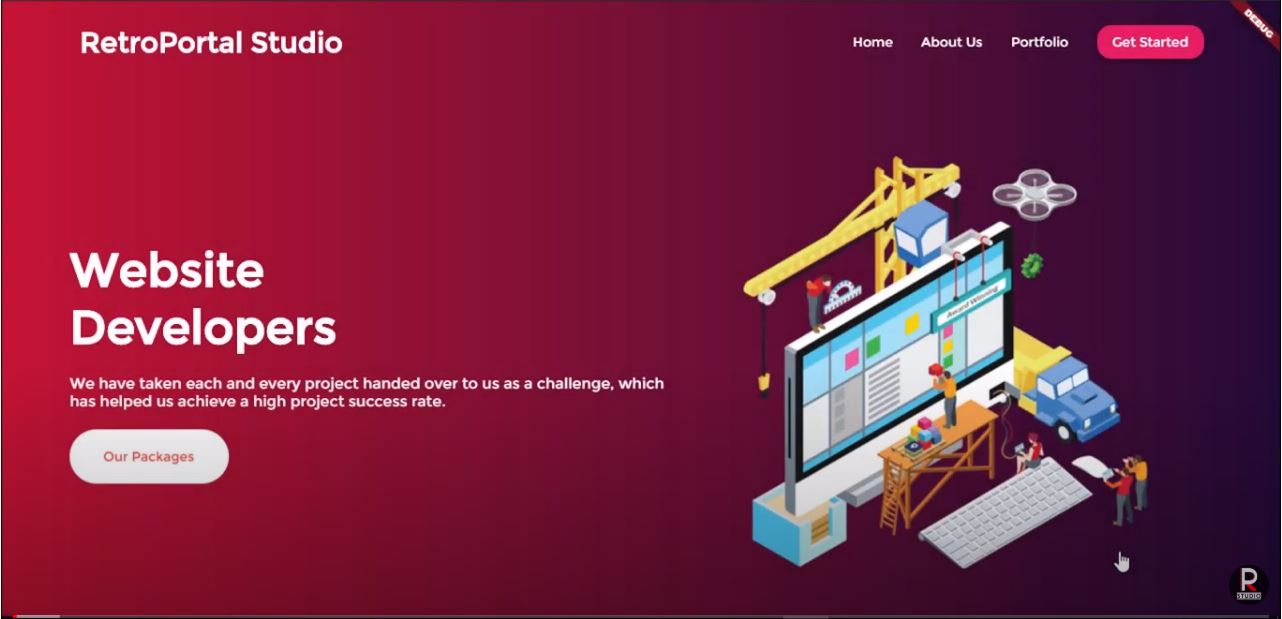 RetroPortal Studio
Home About Us Portfolio Get Started
DEBUG
Website
Developers
We have taken each and every project handed over to us as a challenge, which
has helped us achieve a high project success rate.
Our Packages
Award Winning
R
STUDIO